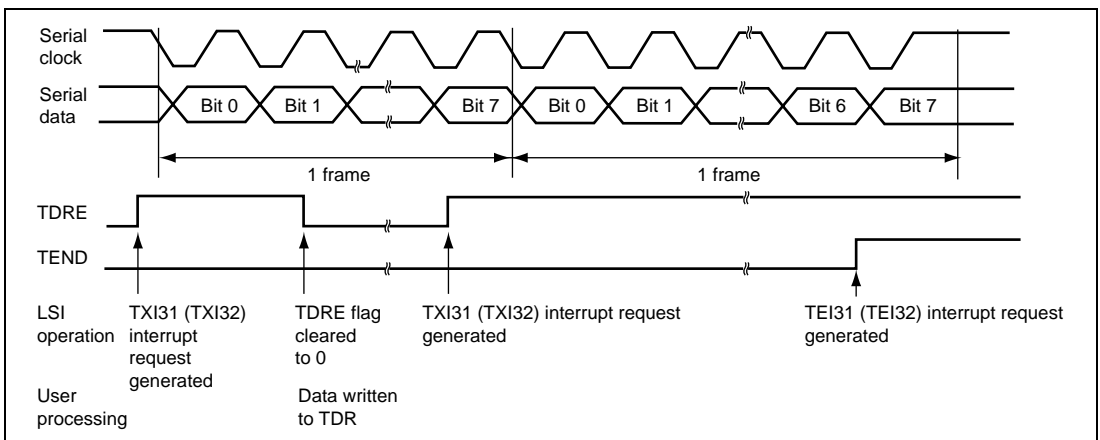 Serial
clock
Serial
data
Bit 0
Bit 1
Bit 7
Bit 0
Bit 1
Bit 6
Bit 7
1 frame
1 frame
TDRE
TEND
LSI
operation
TXI31 (TXI32)
interrupt
request
generated
TDRE flag
cleared
to 0
TXI31 (TXI32) interrupt request
generated
TEI31 (TEI32) interrupt request
generated
User
processing
Data written
to TDR